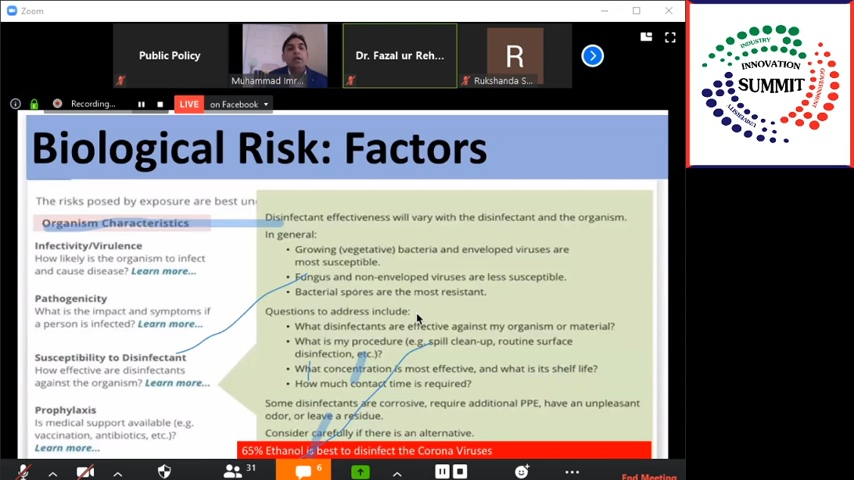 Zoom
Public Policy
Muhammad Imr...
Dr. Fazal ur Reh...
R
Rukshanda S...
Recording...
LIVE
on Facebook
INDUSTRY
INNOVATION
SUMMIT
GOVERNMENT
UNIVERSITY
Biological Risk: Factors
The risks posed by exposure are best un
Organism Characteristics
Infectivity/Virulence
How likely is the organism to infect
and cause disease? Learn more...
Pathogenicity
What is the impact and symptoms if
a person is infected? Learn more...
Susceptibility to Disinfectant
How effective are disinfectants
against the organism? Learn more...
Prophylaxis
Is medical support available (e.g.
vaccination, antibiotics, etc.)?
Learn more...
Disinfectant effectiveness will vary with the disinfectant and the organism.
In general:
• Growing (vegetative) bacteria and enveloped viruses are
most susceptible.
• Fungus and non-enveloped viruses are less susceptible.
• Bacterial spores are the most resistant.
Questions to address include:
• What disinfectants are effective against my organism or material?
• What is my procedure (e.g. spill clean-up, routine surface
disinfection, etc.)?
• What concentration is most effective, and what is its shelf life?
• How much contact time is required?
Some disinfectants are corrosive, require additional PPE, have an unpleasant
odor, or leave a residue.
Consider carefully if there is an alternative.
65% Ethanol is best to disinfect the Corona Viruses
31
6
End Meeting